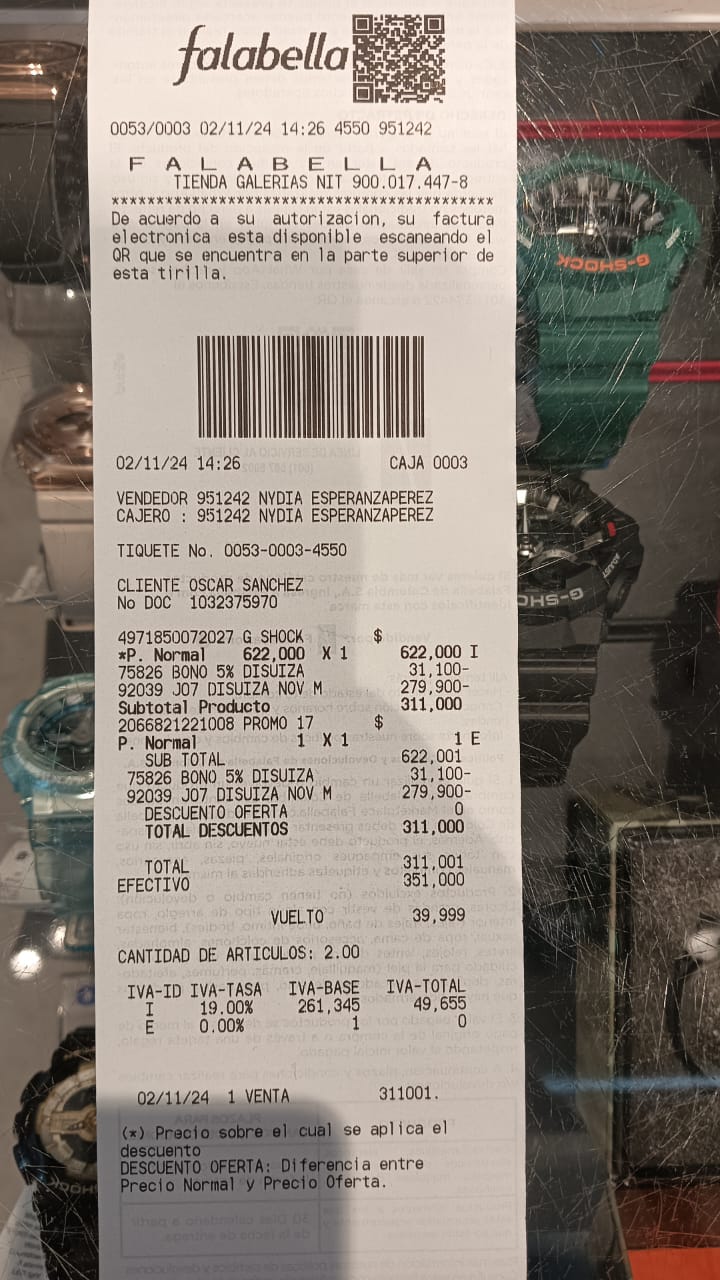 falabella
0053/0003 02/11/24 14:26 4550 951242
F A L A B E L L A
TIENDA GALERIAS NIT 900.017.447-8
*******************************************
De acuerdo a su autorizacion, su factura
electronica esta disponible escaneando el
QR que se encuentra en la parte superior de
esta tirilla.
02/11/24 14:26 CAJA 0003
VENDEDOR 951242 NYDIA ESPERANZAPEREZ
CAJERO : 951242 NYDIA ESPERANZAPEREZ
TIQUETE No. 0053-0003-4550
CLIENTE OSCAR SANCHEZ
No DOC 1032375970
4971850072027 G SHOCK $
*P. Normal 622,000 X 1 622,000 I
75826 BONO 5% DISUIZA 31,100-
92039 J07 DISUIZA NOV M 279,900-
Subtotal Producto 311,000
2066821221008 PROMO 17 $
P. Normal 1 X 1 1 E
SUB TOTAL 622,001
75826 BONO 5% DISUIZA 31,100-
92039 J07 DISUIZA NOV M 279,900-
DESCUENTO OFERTA 0
TOTAL DESCUENTOS 311,000
TOTAL 311,001
EFECTIVO 351,000
VUELTO 39,999
CANTIDAD DE ARTICULOS: 2.00
IVA-ID IVA-TASA IVA-BASE IVA-TOTAL
I 19.00% 261,345 49,655
E 0.00% 1 0
02/11/24 1 VENTA 311001.
(*) Precio sobre el cual se aplica el
descuento
DESCUENTO OFERTA: Diferencia entre
Precio Normal y Precio Oferta.
G-SHOCK
G-SHOCK